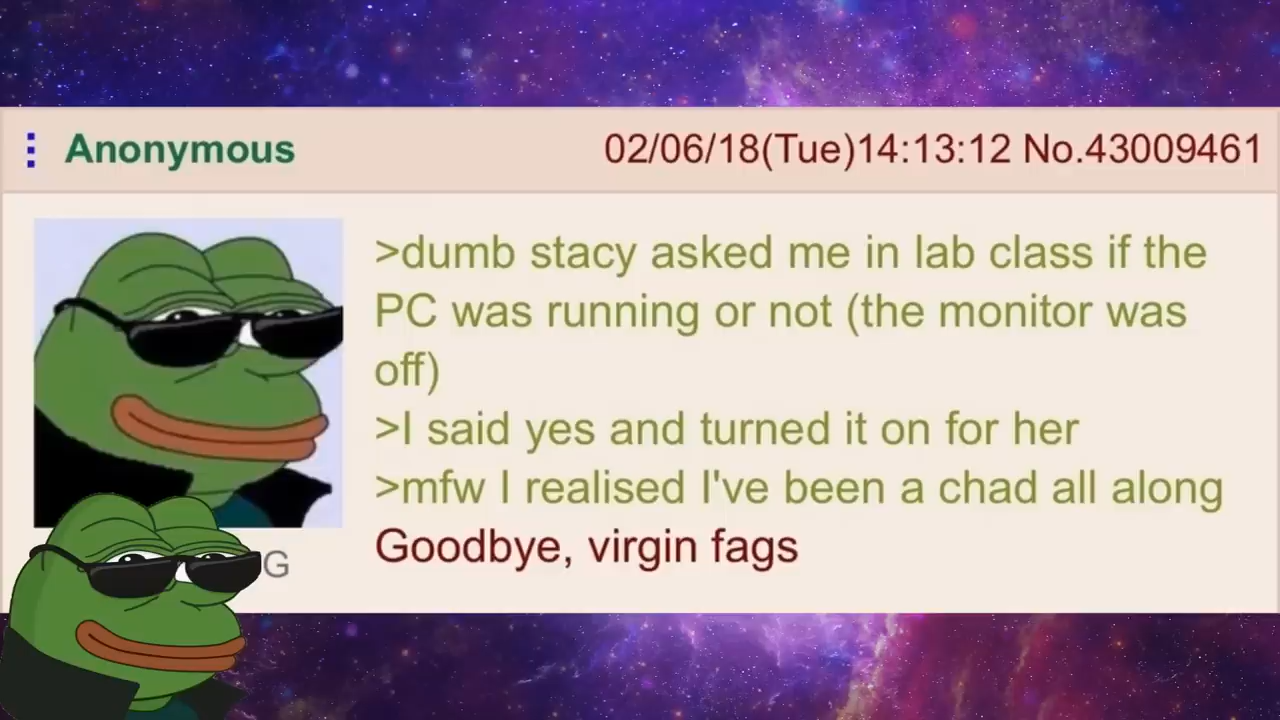 Anonymous 02/06/18(Tue)14:13:12 No.43009461
>dumb stacy asked me in lab class if the
PC was running or not (the monitor was
off)
>I said yes and turned it on for her
>mfw I realised I've been a chad all along
Goodbye, virgin fags
G